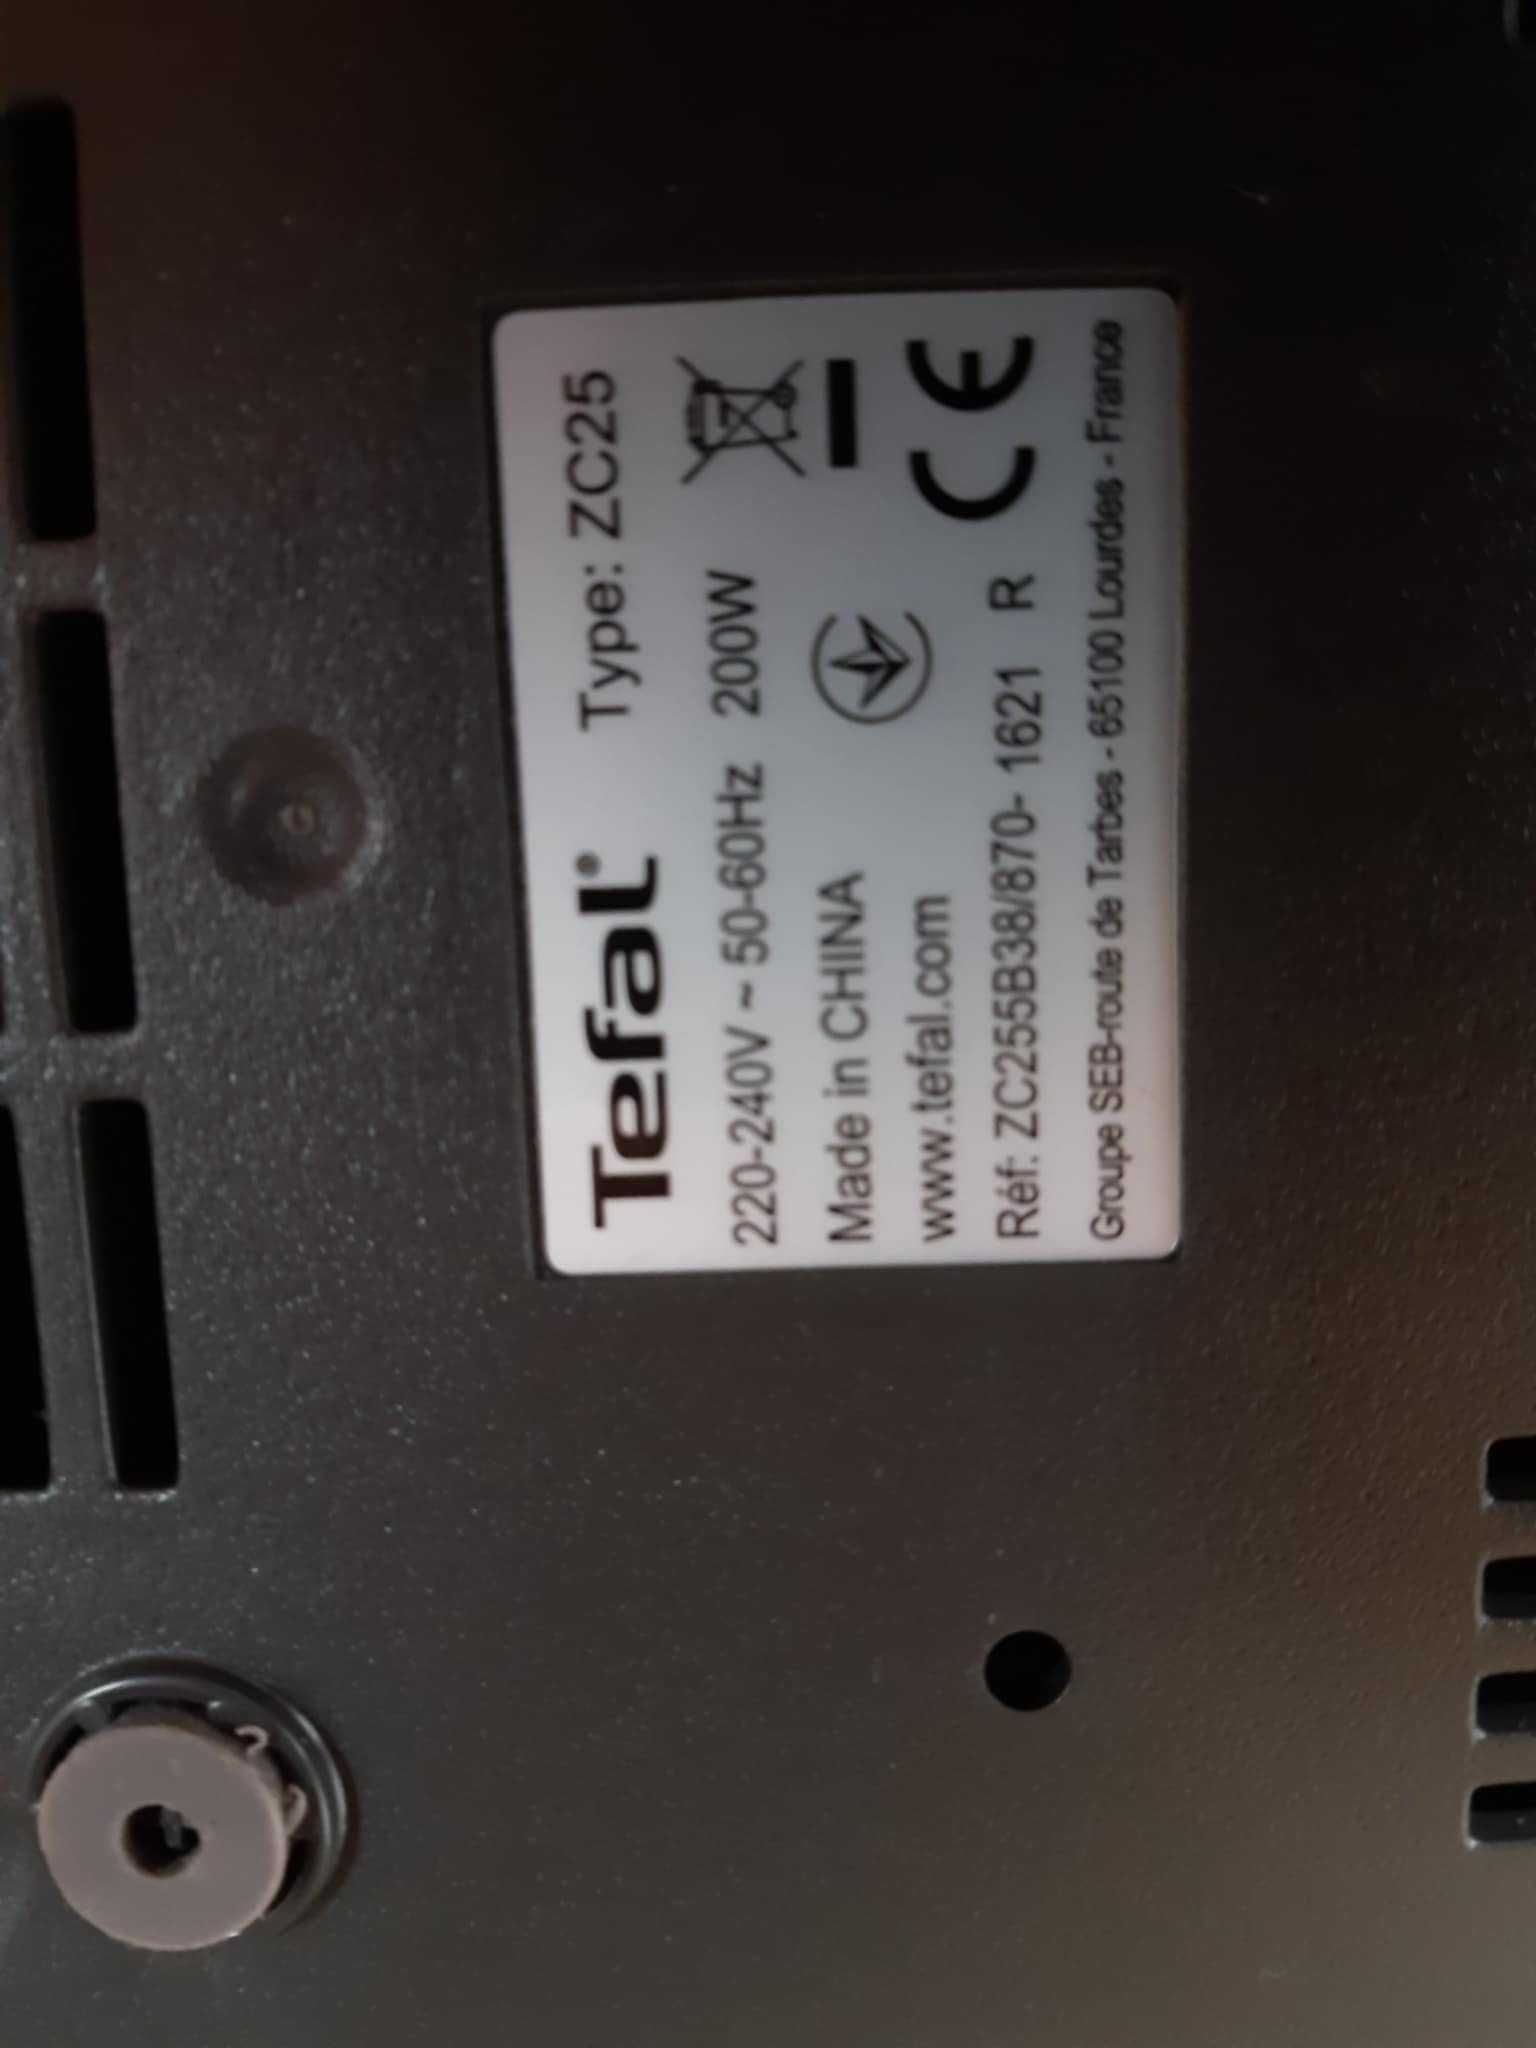 Tefal® Type: ZC25
220-240V ~ 50-60Hz 200W
Made in CHINA
www.tefal.com
Réf: ZC255B38/870- 1621 R
Groupe SEB-route de Tarbes - 65100 Lourdes - France